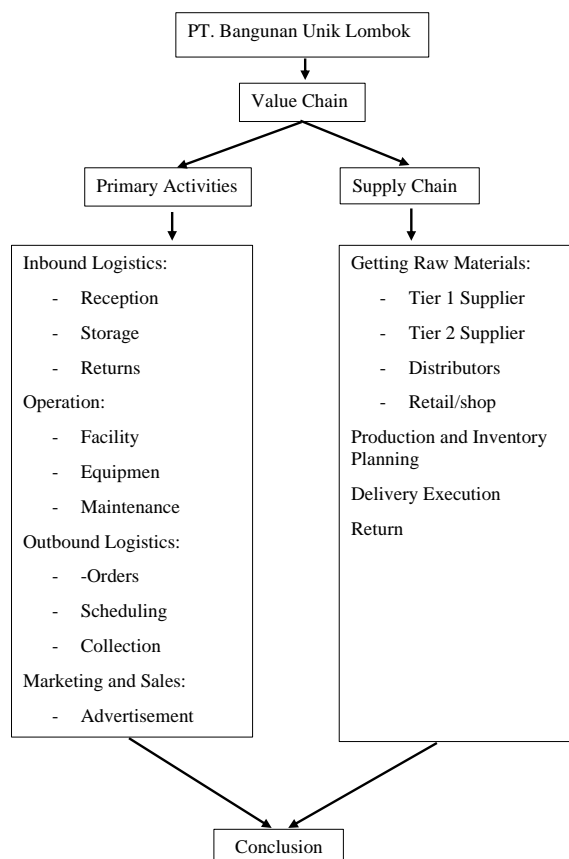 PT. Bangunan Unik Lombok
Value Chain
Primary Activities
Supply Chain
Inbound Logistics:
- Reception
- Storage
- Returns
Operation:
- Facility
- Equipmen
- Maintenance
Outbound Logistics:
- -Orders
- Scheduling
- Collection
Marketing and Sales:
- Advertisement
Getting Raw Materials:
- Tier 1 Supplier
- Tier 2 Supplier
- Distributors
- Retail/shop
Production and Inventory
Planning
Delivery Execution
Return
Conclusion